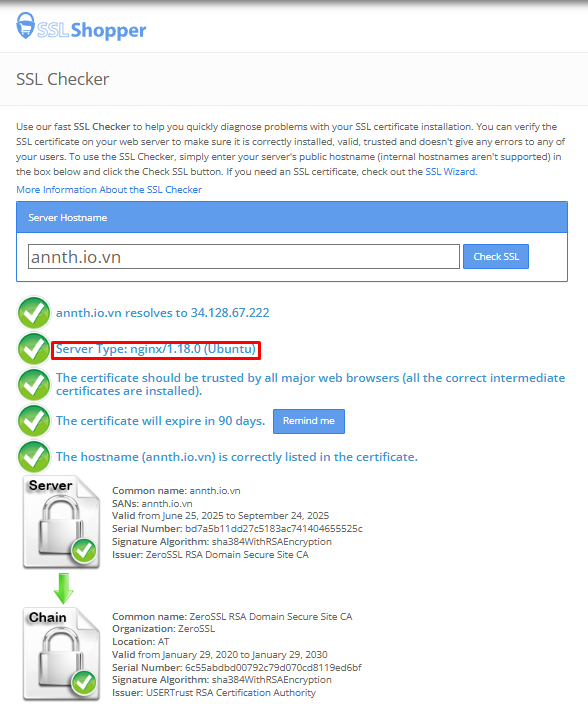 SSLShopper
SSL Checker
Use our fast SSL Checker to help you quickly diagnose problems with your SSL certificate installation. You can verify the
SSL certificate on your web server to make sure it is correctly installed, valid, trusted and doesn't give any errors to any of
your users. To use the SSL Checker, simply enter your server's public hostname (internal hostnames aren't supported) in
the box below and click the Check SSL button. If you need an SSL certificate, check out the SSL Wizard.
More Information About the SSL Checker
Server Hostname
annth.io.vn
Check SSL
annth.io.vn resolves to 34.128.67.222
Server Type: nginx/1.18.0 (Ubuntu)
The certificate should be trusted by all major web browsers (all the correct intermediate
certificates are installed).
The certificate will expire in 90 days. Remind me
The hostname (annth.io.vn) is correctly listed in the certificate.
Server
Common name: annth.io.vn
SANs: annth.io.vn
Valid from June 25, 2025 to September 24, 2025
Serial Number: bd7a5b11dd27c5183ac741404655525c
Signature Algorithm: sha384WithRSAEncryption
Issuer: ZeroSSL RSA Domain Secure Site CA
Chain
Common name: ZeroSSL RSA Domain Secure Site CA
Organization: ZeroSSL
Location: AT
Valid from January 29, 2020 to January 29, 2030
Serial Number: 6c55abdbd00792c79d070cd8119ed6bf
Signature Algorithm: sha384WithRSAEncryption
Issuer: USERTrust RSA Certification Authority